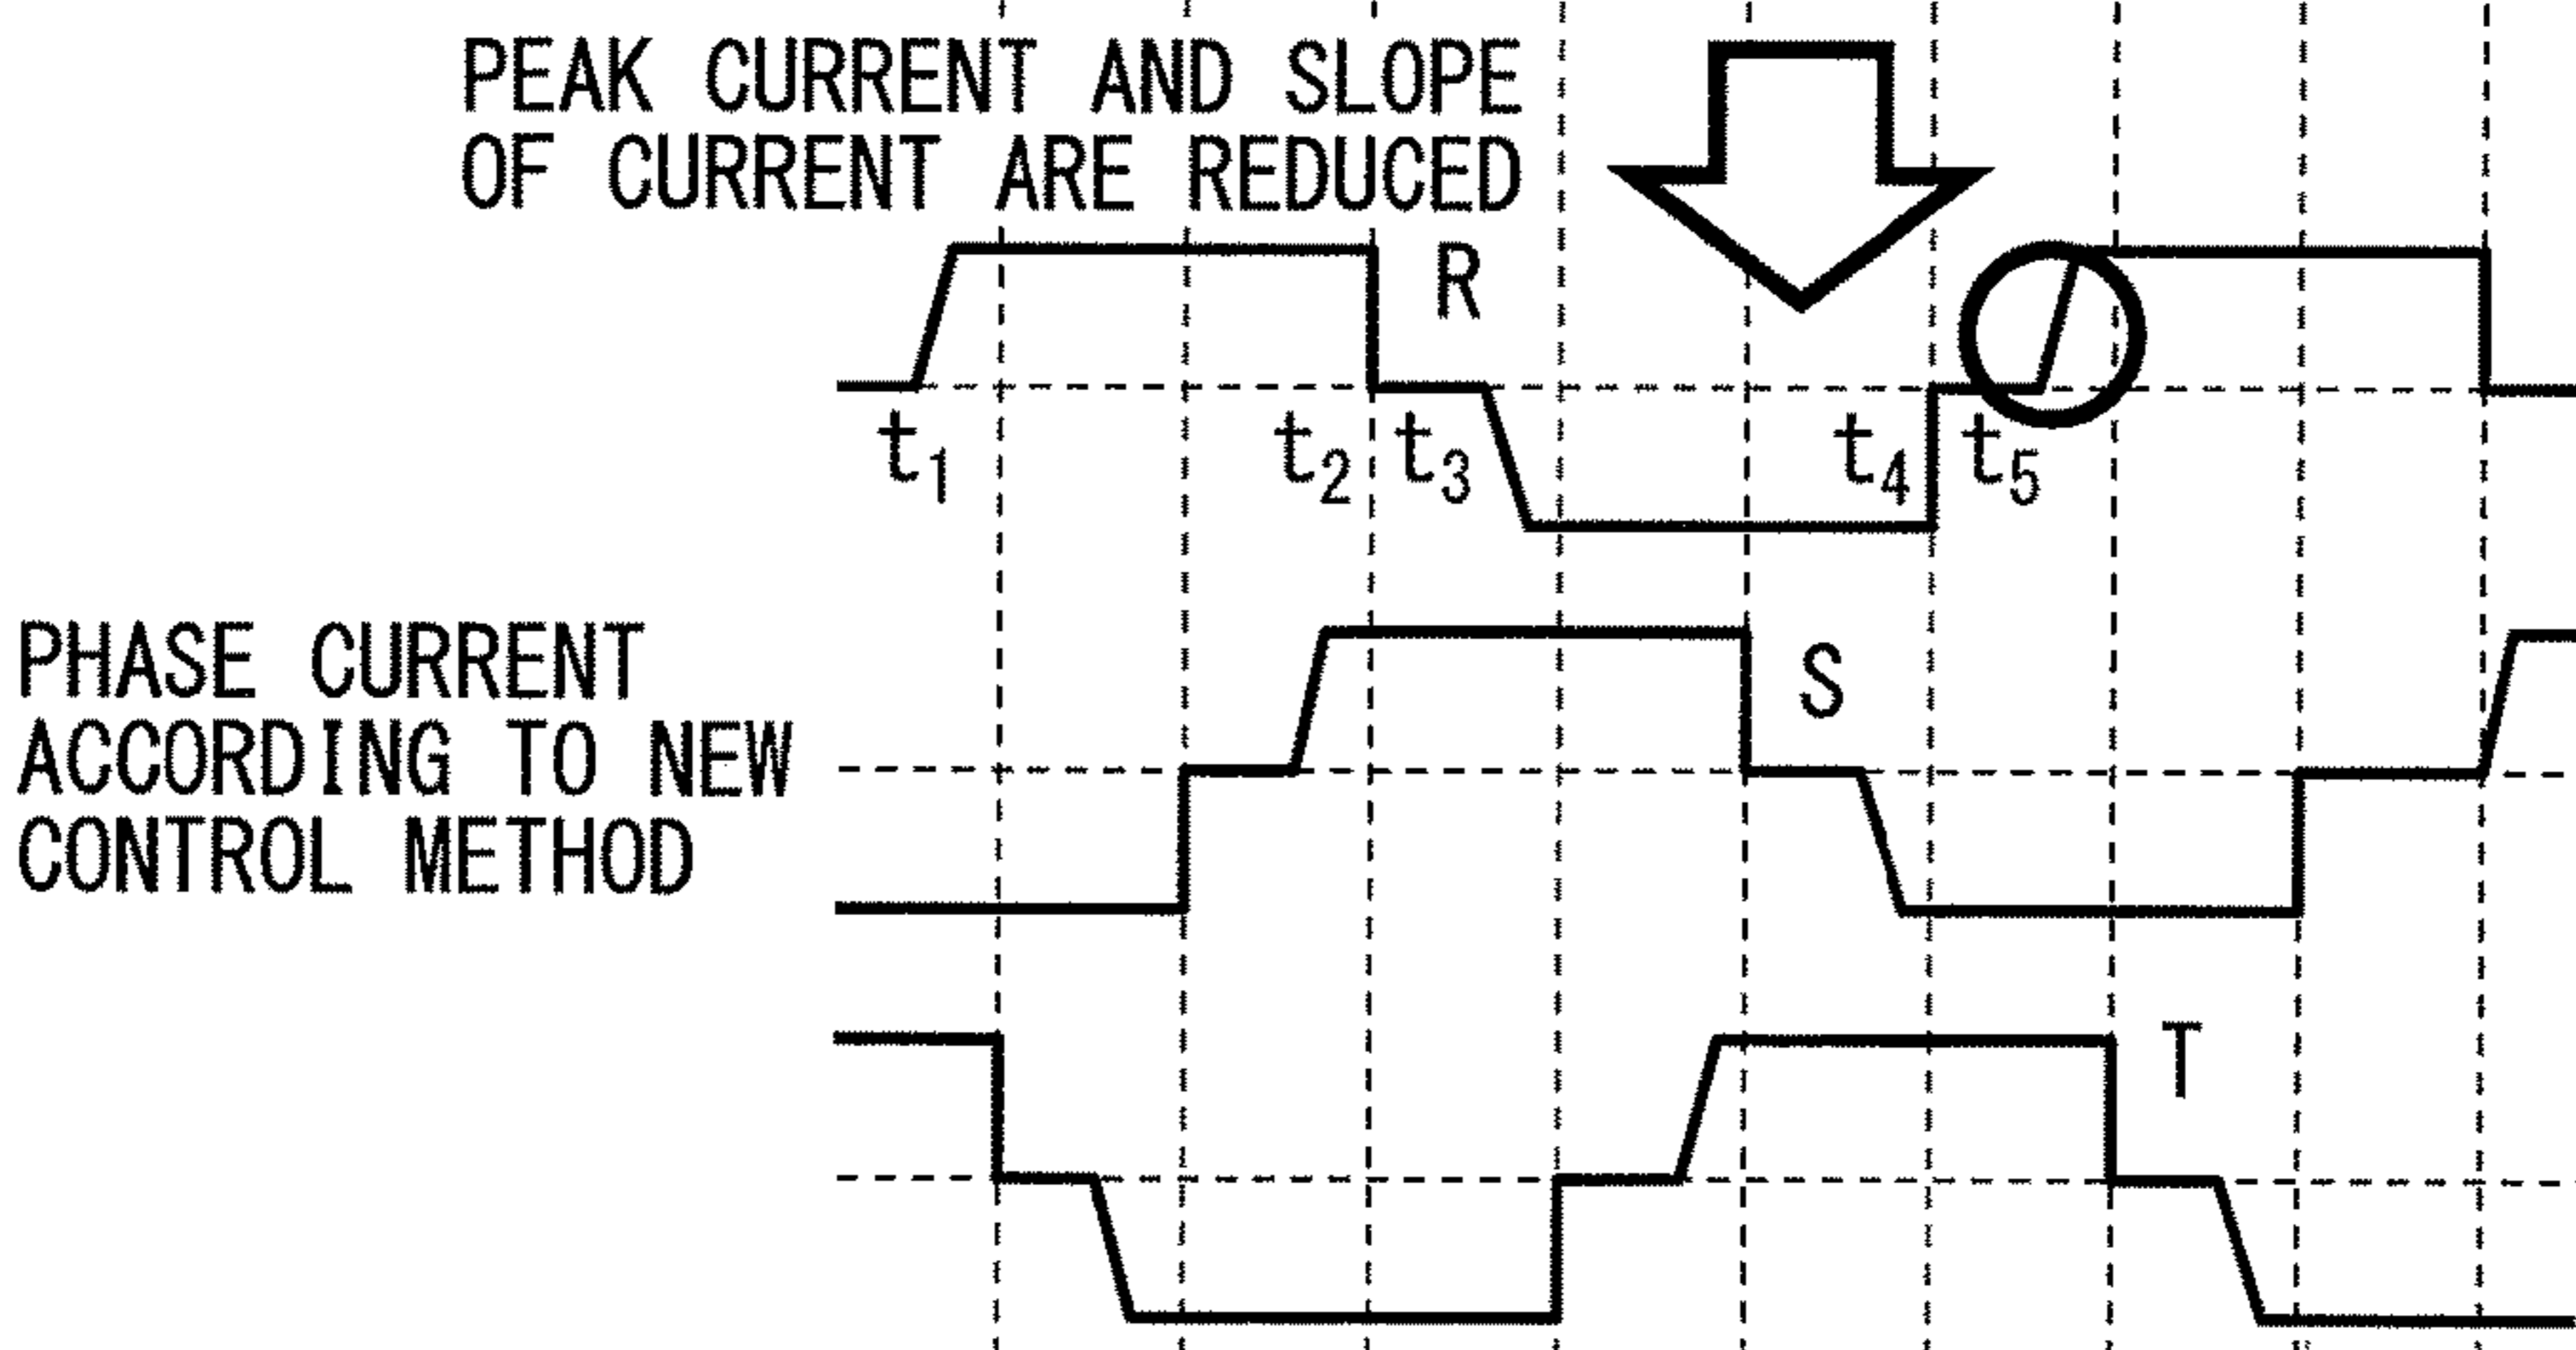 PEAK CURRENT AND SLOPE
OF CURRENT ARE REDUCED
R
t1 t2 t3 t4 t5
PHASE CURRENT
ACCORDING TO NEW
CONTROL METHOD
S
T